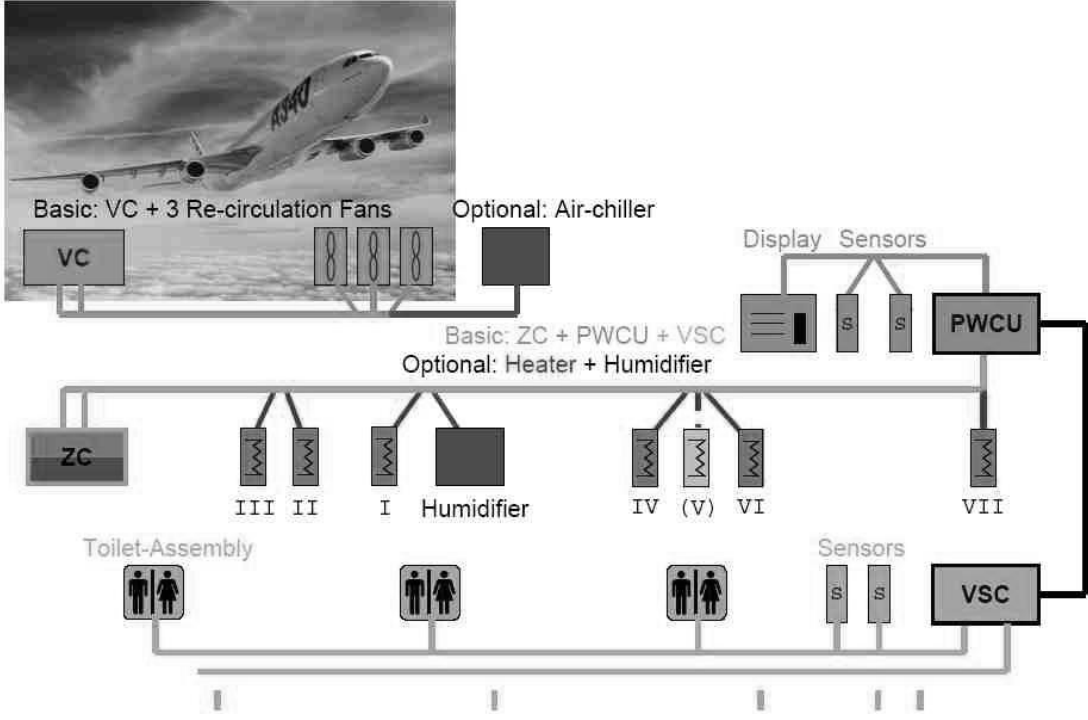 A340
Basic: VC + 3 Re-circulation Fans
Optional: Air-chiller
VC
Display Sensors
S S
PWCU
Basic: ZC + PWCU + VSC
Optional: Heater + Humidifier
ZC
III II I Humidifier IV (V) VI VII
Toilet-Assembly
Sensors
S S
VSC